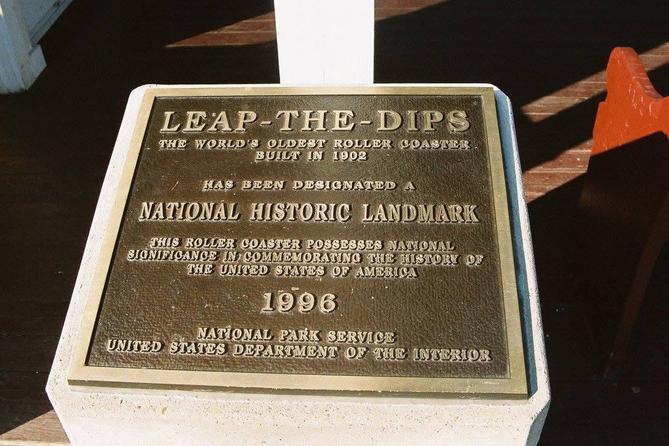 LEAP-THE-DIPS
THE WORLD'S OLDEST ROLLER COASTER
BUILT IN 1902
HAS BEEN DESIGNATED A
NATIONAL HISTORIC LANDMARK
THIS ROLLER COASTER POSSESSES NATIONAL
SIGNIFICANCE IN COMMEMORATING THE HISTORY OF
THE UNITED STATES OF AMERICA
1996
NATIONAL PARK SERVICE
UNITED STATES DEPARTMENT OF THE INTERIOR